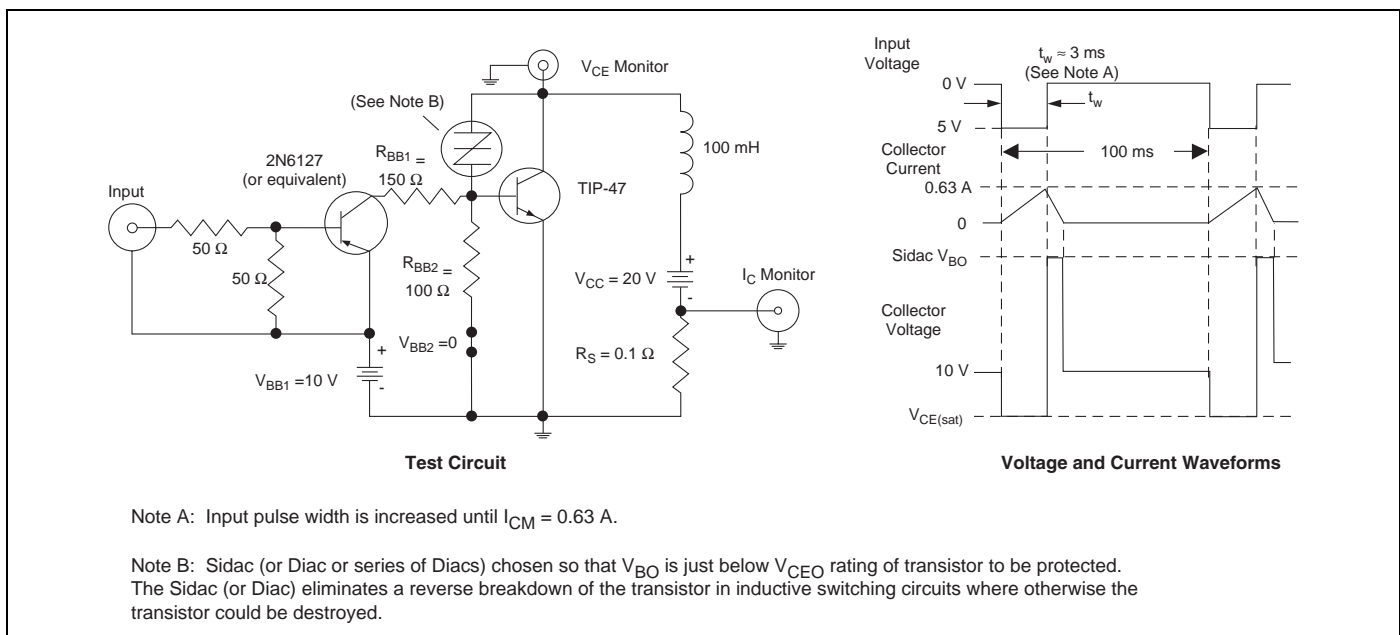 V_CE Monitor
(See Note B)
2N6127
(or equivalent)
R_BB1 =
150 Ω
TIP-47
100 mH
Input
50 Ω
50 Ω
R_BB2 =
100 Ω
V_CC = 20 V
+
-
I_C Monitor
V_BB2 =0
R_S = 0.1 Ω
+
V_BB1 =10 V
-
Test Circuit
Input
Voltage
t_w ≈ 3 ms
(See Note A)
0 V
t_w
5 V
Collector
Current
100 ms
0.63 A
0
Sidac V_BO
Collector
Voltage
10 V
V_CE(sat)
Voltage and Current Waveforms
Note A: Input pulse width is increased until I_CM = 0.63 A.
Note B: Sidac (or Diac or series of Diacs) chosen so that V_BO is just below V_CEO rating of transistor to be protected.
The Sidac (or Diac) eliminates a reverse breakdown of the transistor in inductive switching circuits where otherwise the
transistor could be destroyed.